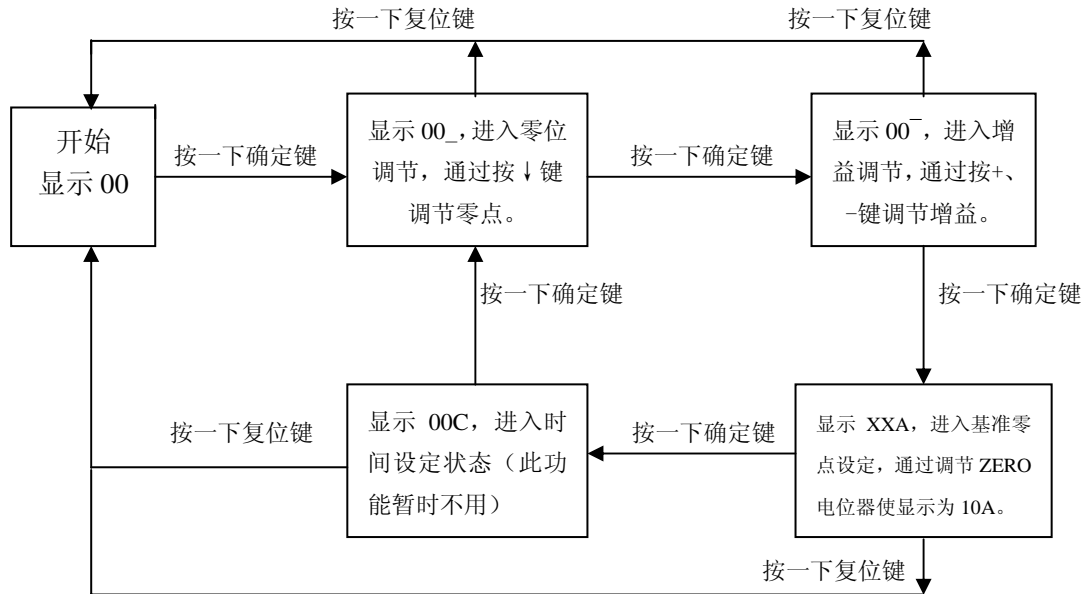 按一下复位键
按一下复位键
开始
显示 00
按一下确定键
显示 00_,进入零位
调节，通过按↓键
调节零点。
按一下确定键
显示 00¯，进入增
益调节,通过按+、
-键调节增益。
按一下确定键
按一下确定键
按一下复位键
显示 00C，进入时
间设定状态（此功
能暂时不用）
按一下确定键
显示 XXA，进入基准零
点设定，通过调节 ZERO
电位器使显示为 10A。
按一下复位键